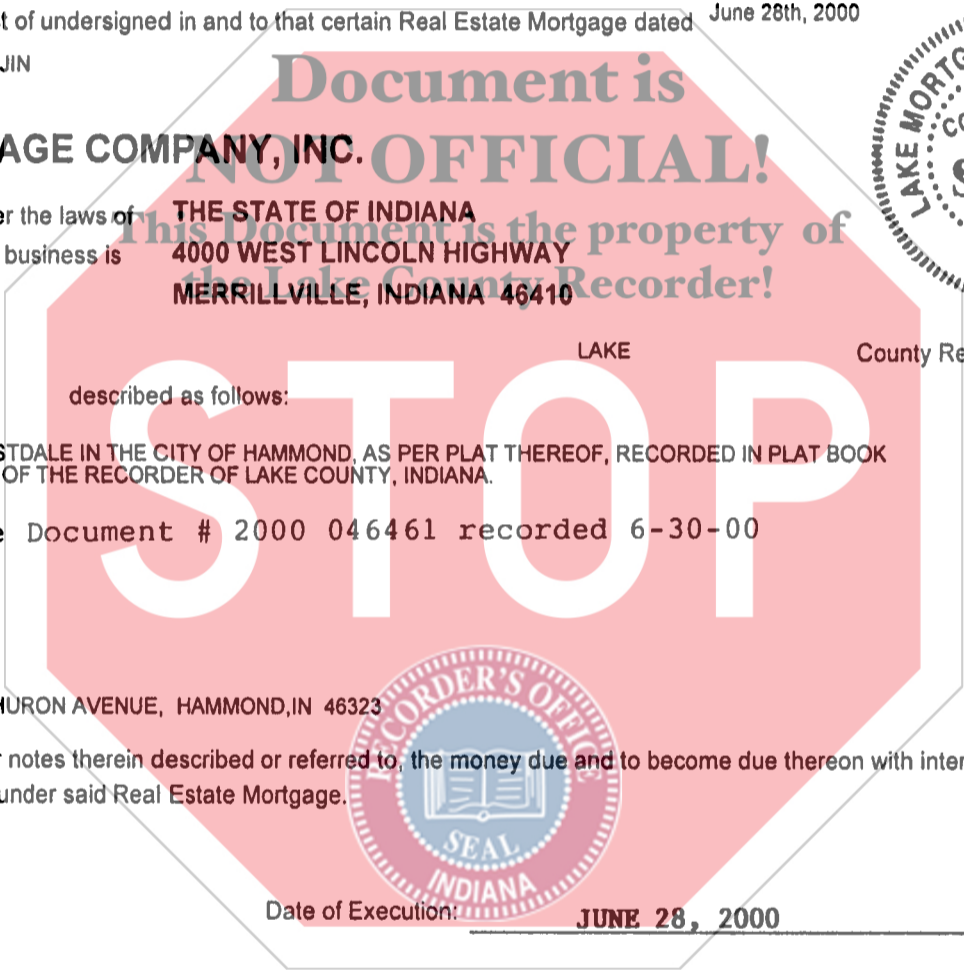 t of undersigned in and to that certain Real Estate Mortgage dated June 28th, 2000
JIN
Document is
NOT OFFICIAL!
AGE COMPANY, INC.
LAKE MORTG
CO
er the laws of THE STATE OF INDIANA
This Document is the property of
business is 4000 WEST LINCOLN HIGHWAY
the Lake County Recorder!
MERRILLVILLE, INDIANA 46410
LAKE County Re
described as follows:
STOP
STDALE IN THE CITY OF HAMMOND, AS PER PLAT THEREOF, RECORDED IN PLAT BOOK
OF THE RECORDER OF LAKE COUNTY, INDIANA.
e Document # 2000 046461 recorded 6-30-00
HURON AVENUE, HAMMOND,IN 46323
RECORDER'S OFFICE
r notes therein described or referred to, the money due and to become due thereon with inter
under said Real Estate Mortgage.
SEAL
INDIANA
Date of Execution: JUNE 28, 2000